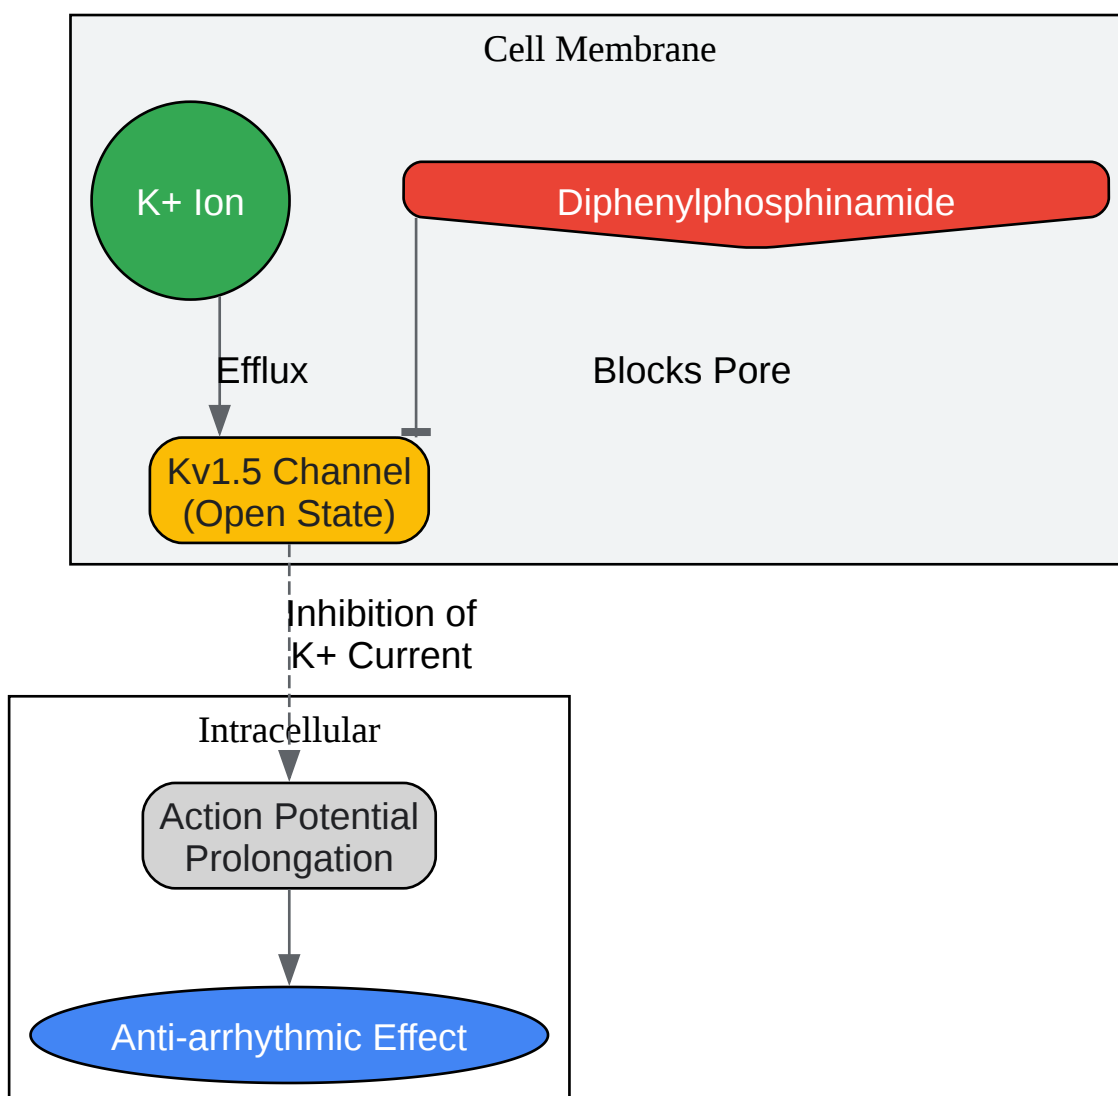 Cell Membrane
K+ Ion
Diphenylphosphinamide
Efflux
Blocks Pore
Kv1.5 Channel
(Open State)
Inhibition of
K+ Current
Intracellular
Action Potential
Prolongation
Anti-arrhythmic Effect